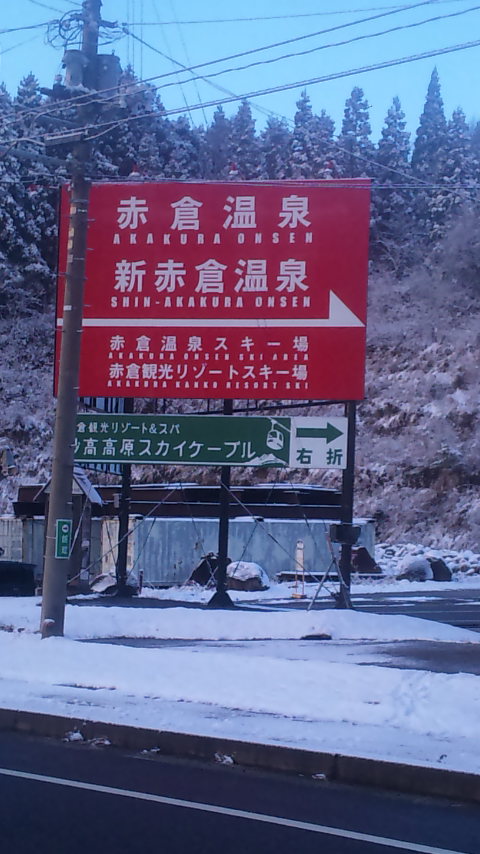 赤倉温泉
AKAKURA ONSEN
新赤倉温泉
SHIN-AKAKURA ONSEN
赤倉温泉スキー場
AKAKURA ONSEN SKI AREA
赤倉観光リゾートスキー場
AKAKURA KANKO RESORT SKI
倉観光リゾート&スパ
妙高高原スカイケーブル
右折